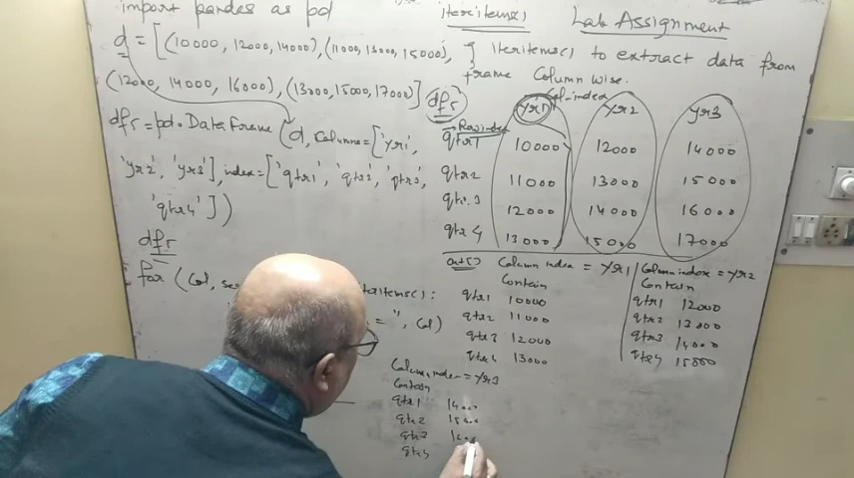 import pandas as pd
d = [(10000, 12000, 14000), (11000, 13000, 15000),
(12000, 14000, 16000), (13000, 15000, 17000]
dfr = pd.DataFrame (d, columns = ['yr1',
'yr2', 'yr3'], index = ['qtr1', 'qtr2', 'qtr3',
'qtr4'])
dfr
for (col,
iteritems():
= ", col)
iteritems()
Lab Assignment
iteritems() to extract data from
frame Column wise.
dfr
Col-index
yr1 yr2 yr3
Row index
qtr1 10000 12000 14000
qtr2 11000 13000 15000
qtr3 12000 14000 16000
qtr4 13000 15000 17000
Column index = yr1
Contain
qtr1 10000
qtr2 11000
qtr3 12000
qtr4 13000
Column index = yr2
Contain
qtr1 12000
qtr2 13000
qtr3 14000
qtr4 15000
Column index = yr3
Contain
qtr1 14000
qtr2 15000
qtr3